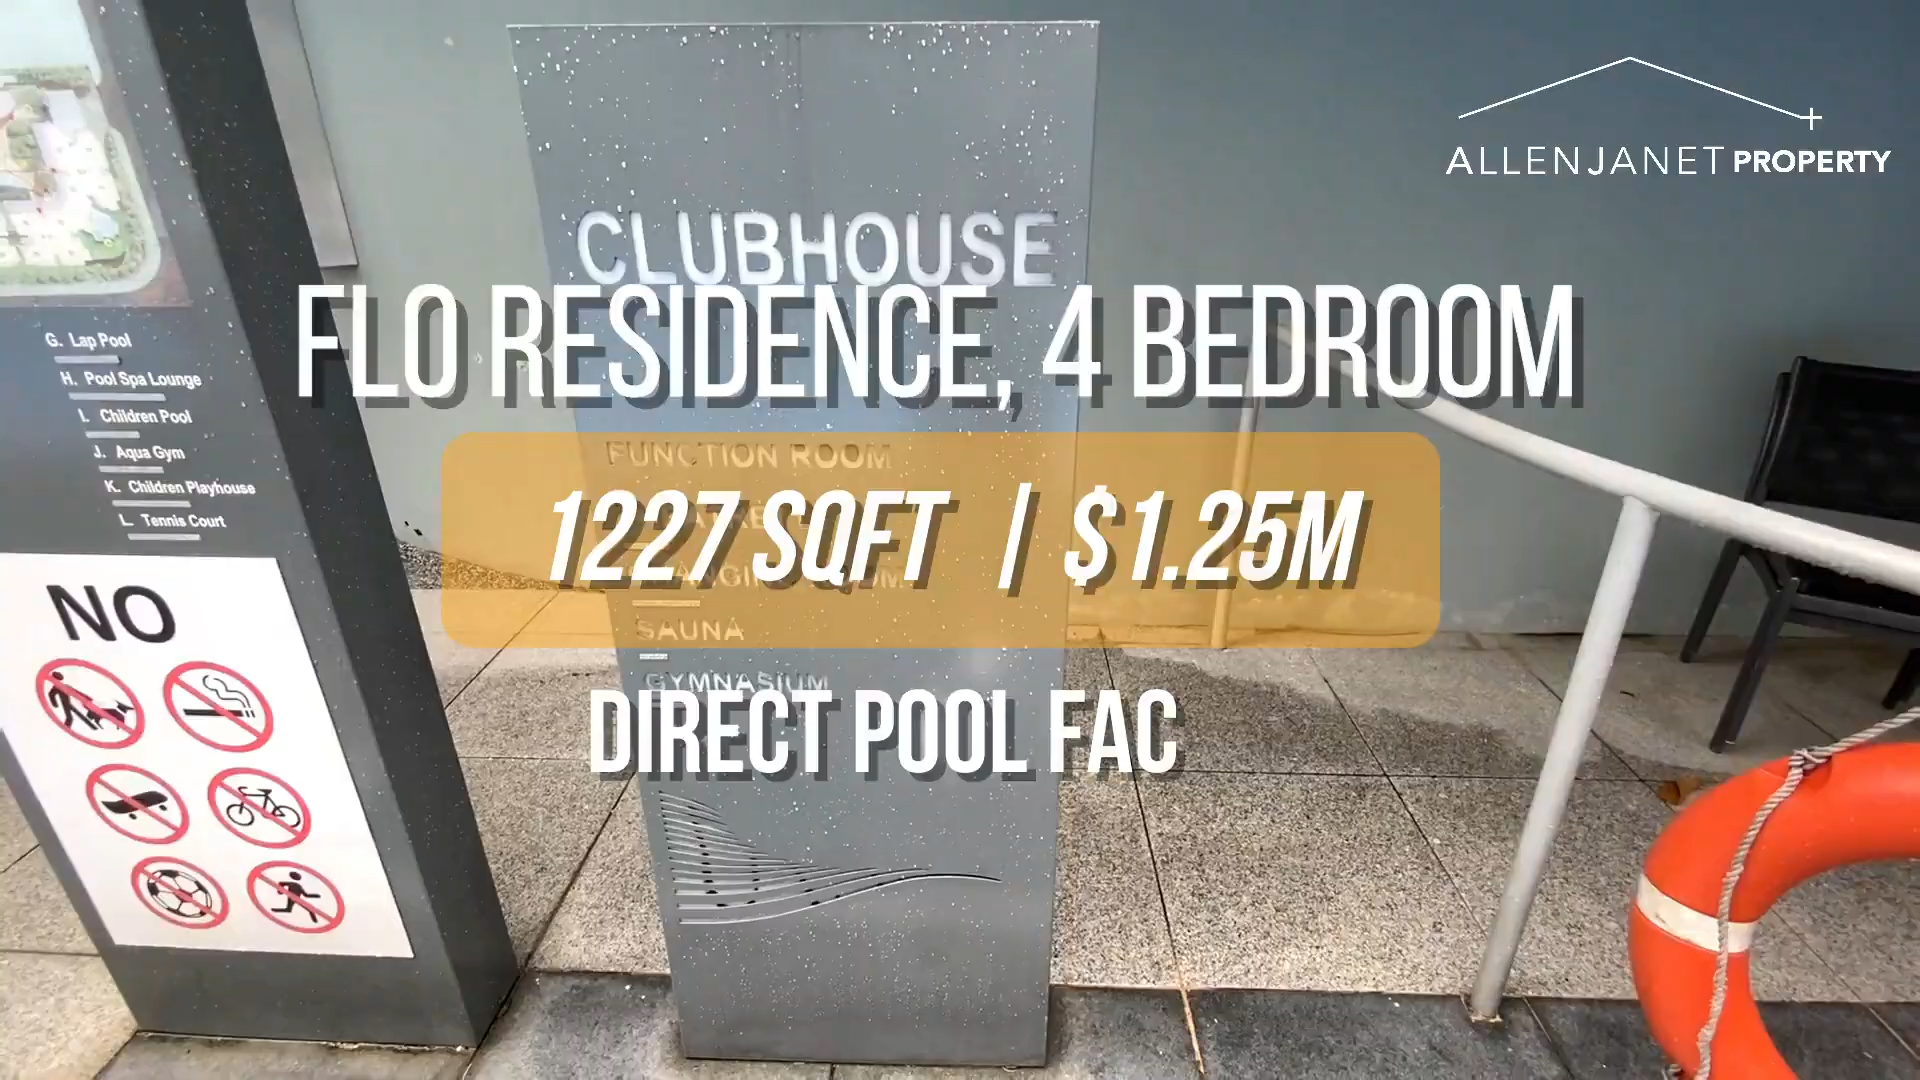 ALLENJANET PROPERTY
CLUBHOUSE
FLO RESIDENCE, 4 BEDROOM
G. Lap Pool
H. Pool Spa Lounge
I. Children Pool
J. Aqua Gym
K. Children Playhouse
L. Tennis Court
FUNCTION ROOM
1227 SQFT | $1.25M
SAUNA
GYMNASIUM
DIRECT POOL FAC
NO